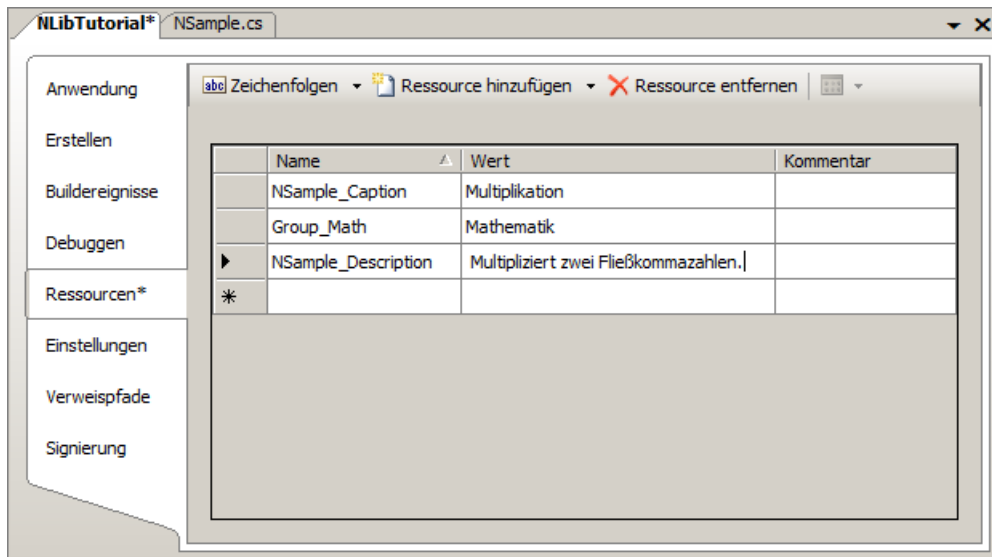 NLibTutorial* NSample.cs
Anwendung
Erstellen
Buildereignisse
Debuggen
Ressourcen*
Einstellungen
Verweispfade
Signierung
abc Zeichenfolgen Ressource hinzufügen Ressource entfernen
Name Wert Kommentar
NSample_Caption Multiplikation
Group_Math Mathematik
NSample_Description Multipliziert zwei Fließkommazahlen.